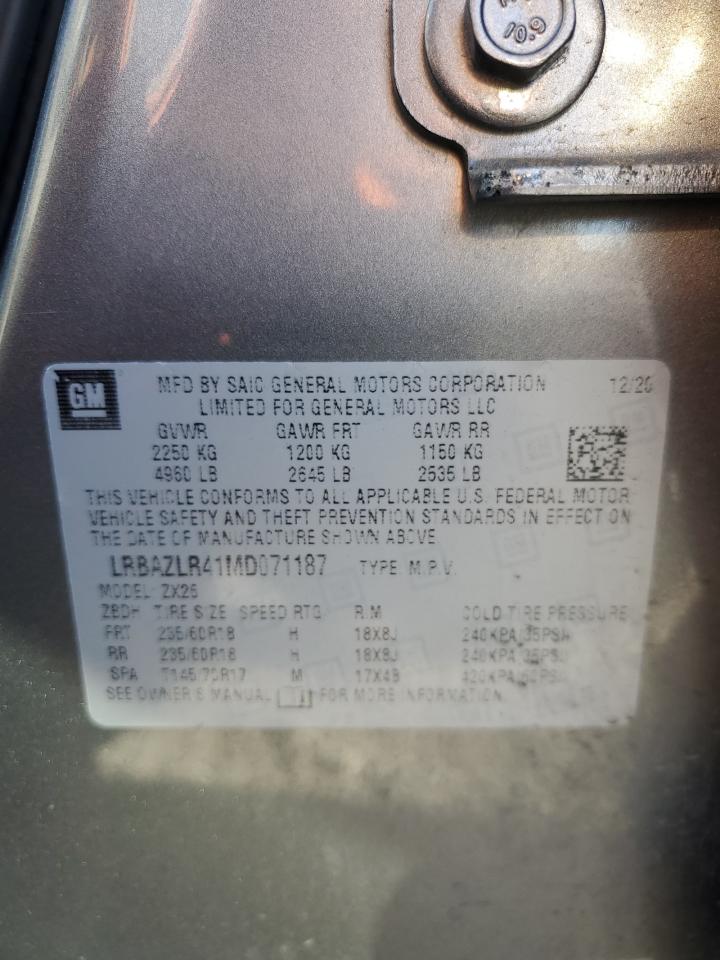 10.9
GM
MFD BY SAIC GENERAL MOTORS CORPORATION 12/20
LIMITED FOR GENERAL MOTORS LLC
GVWR GAWR FRT GAWR RR
2250 KG 1200 KG 1150 KG
4960 LB 2645 LB 2535 LB
THIS VEHICLE CONFORMS TO ALL APPLICABLE U.S. FEDERAL MOTOR
VEHICLE SAFETY AND THEFT PREVENTION STANDARDS IN EFFECT ON
THE DATE OF MANUFACTURE SHOWN ABOVE.
LRBAZLR41MD071187 TYPE: M.P.V.
MODEL: ZX26
TIRE SIZE SPEED RTG RIM COLD TIRE PRESSURE
FRT 235/60R18 H 18X8J 240KPA/35PSI
RR 235/60R18 H 18X8J 240KPA/35PSI
SPA T145/70R17 M 17X4B 420KPA/60PSI
SEE OWNER'S MANUAL FOR MORE INFORMATION